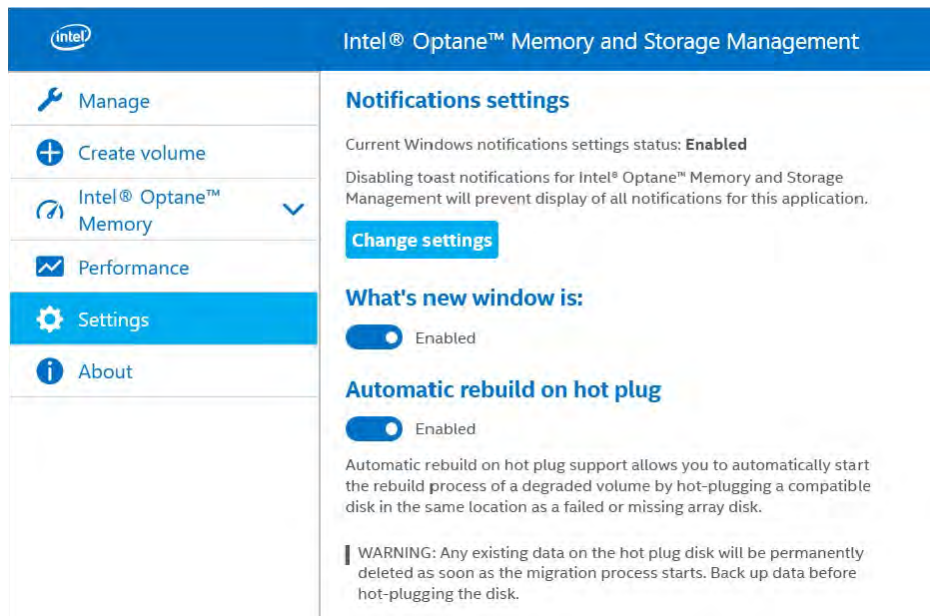 intel
Intel® Optane™ Memory and Storage Management
Manage
Create volume
Intel® Optane™
Memory
Performance
Settings
About
Notifications settings
Current Windows notifications settings status: Enabled
Disabling toast notifications for Intel® Optane™ Memory and Storage
Management will prevent display of all notifications for this application.
Change settings
What's new window is:
Enabled
Automatic rebuild on hot plug
Enabled
Automatic rebuild on hot plug support allows you to automatically start
the rebuild process of a degraded volume by hot-plugging a compatible
disk in the same location as a failed or missing array disk.
WARNING: Any existing data on the hot plug disk will be permanently
deleted as soon as the migration process starts. Back up data before
hot-plugging the disk.